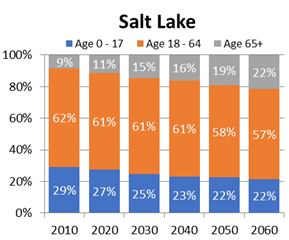 Salt Lake
Age 0 - 17 Age 18 - 64 Age 65+
100%
9% 11% 15% 16% 19% 22%
80%
62% 61% 61% 61% 58% 57%
60%
40%
29% 27% 25% 23% 22% 22%
20%
0%
2010 2020 2030 2040 2050 2060